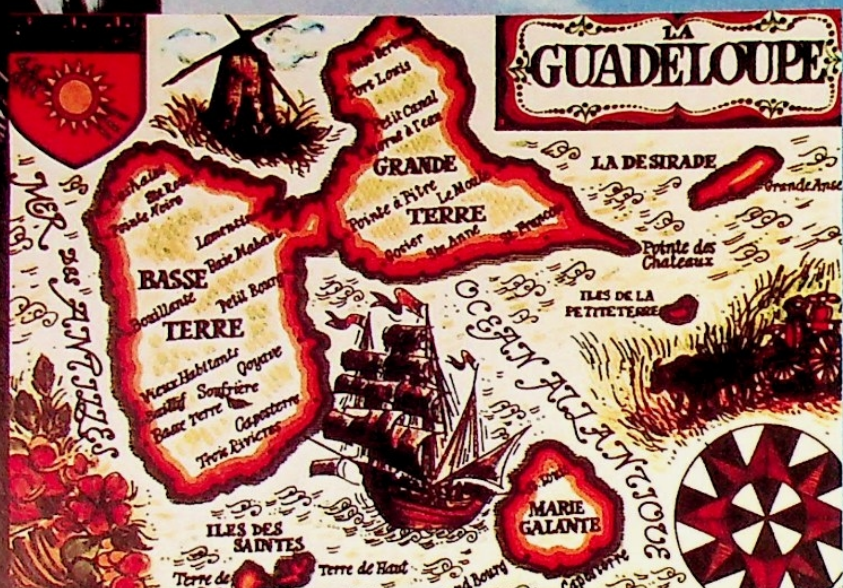 LA
GUADELOUPE
Port Louis
Petit Canal
Morne à l'eau
GRANDE
TERRE
Le Moule
Pointe à Pitre
Gosier
Ste Anne
St François
LA DESIRADE
Grande Anse
Pointe des
Chateaux
ILES DE LA
PETITE TERRE
MER DES ANTILLES
Ste Rose
Pointe Noire
Lamentin
Baie Mahault
BASSE
TERRE
Bouillante
Petit Bourg
Vieux Habitants
Goyave
Soufrière
Basse Terre
Capesterre
Trois Rivières
OCEAN ATLANTIQUE
MARIE
GALANTE
Capesterre
ILES DES
SAINTES
Terre de
Terre de Haut